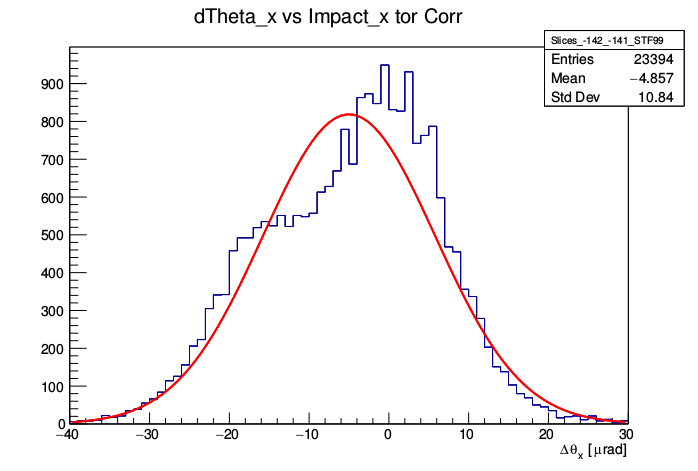 dTheta_x vs Impact_x tor Corr
Slices_-142_-141_STF99
Entries 23394
Mean −4.857
Std Dev 10.84
900
800
700
600
500
400
300
200
100
0
−40 −30 −20 −10 0 10 20 30
Δθx [μrad]